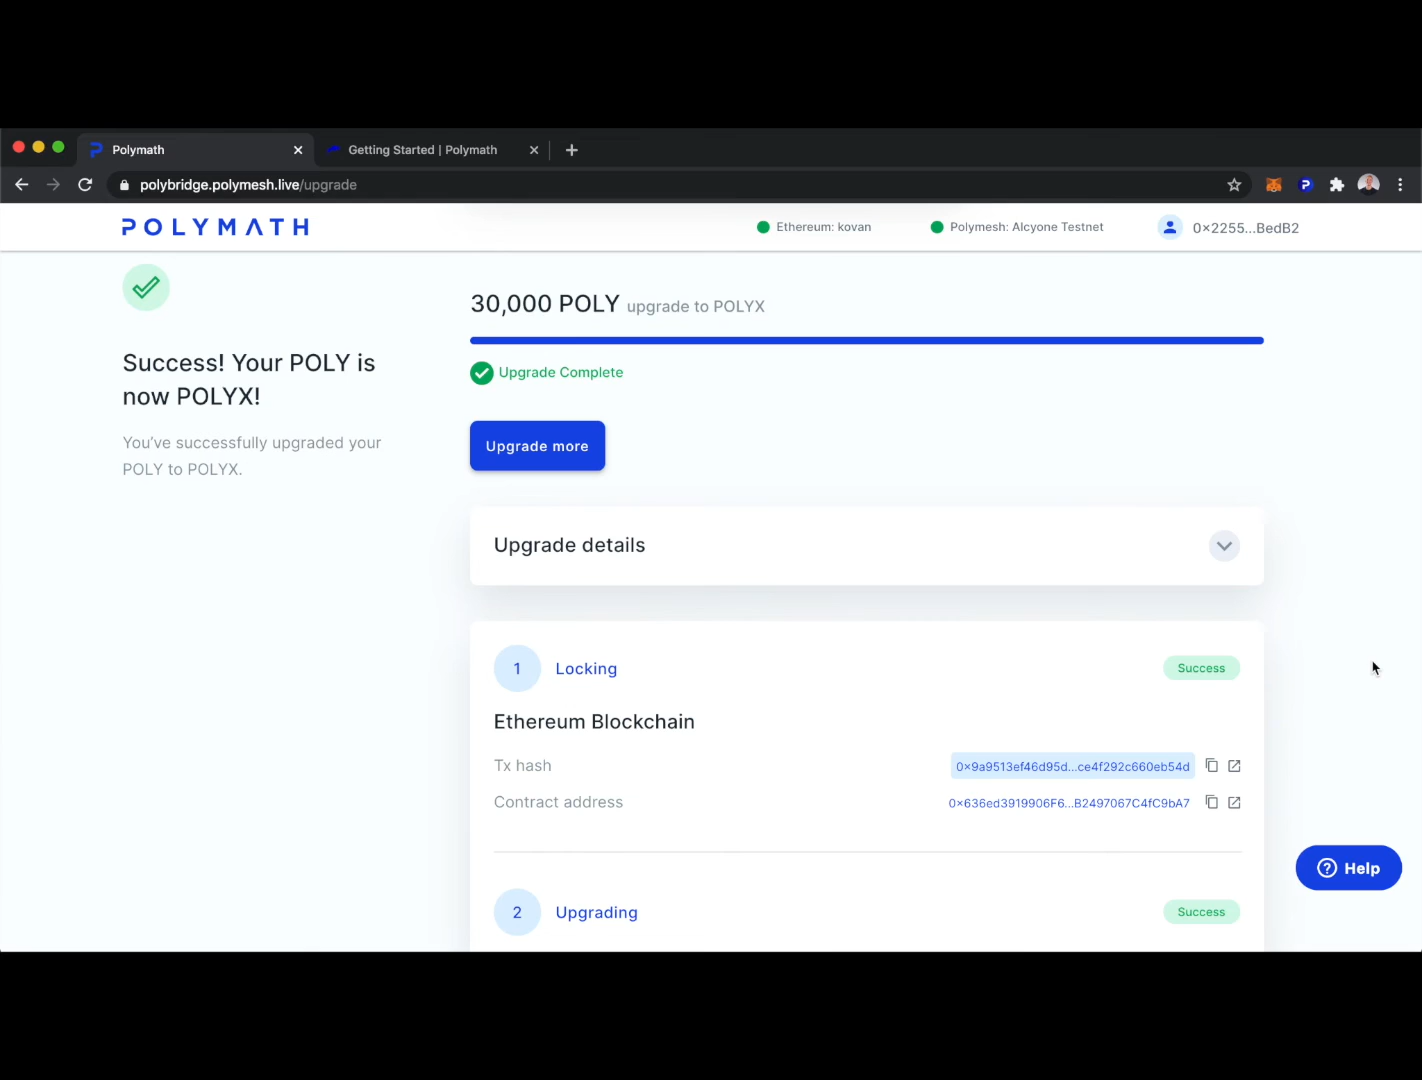 Polymath
Getting Started | Polymath
polybridge.polymesh.live/upgrade
POLYMATH
Ethereum: kovan
Polymesh: Alcyone Testnet
0x2255...BedB2
30,000 POLY upgrade to POLYX
Upgrade Complete
Success! Your POLY is
now POLYX!
You’ve successfully upgraded your
POLY to POLYX.
Upgrade more
Upgrade details
1 Locking Success
Ethereum Blockchain
Tx hash 0x9a9513ef46d95d...ce4f292c660eb54d
Contract address 0x636ed3919906F6...B2497067C4fC9bA7
Help
2 Upgrading Success